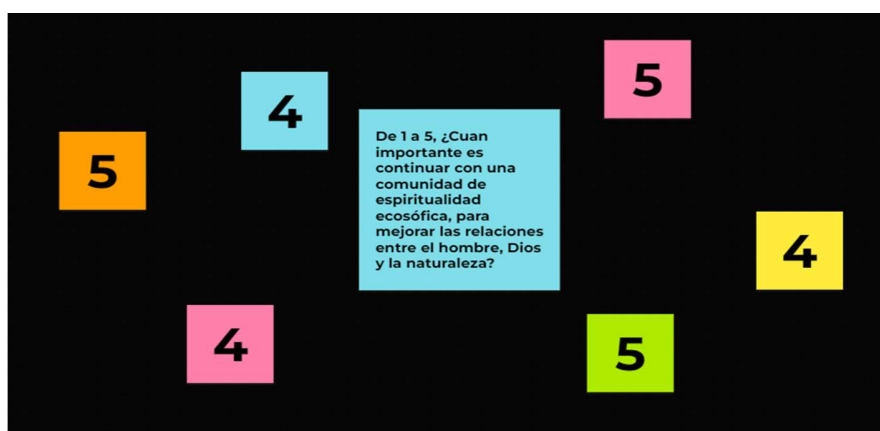 5
4
5
De 1 a 5, ¿Cuan
importante es
continuar con una
comunidad de
espiritualidad
ecosófica, para
mejorar las relaciones
entre el hombre, Dios
y la naturaleza?
4
4
5